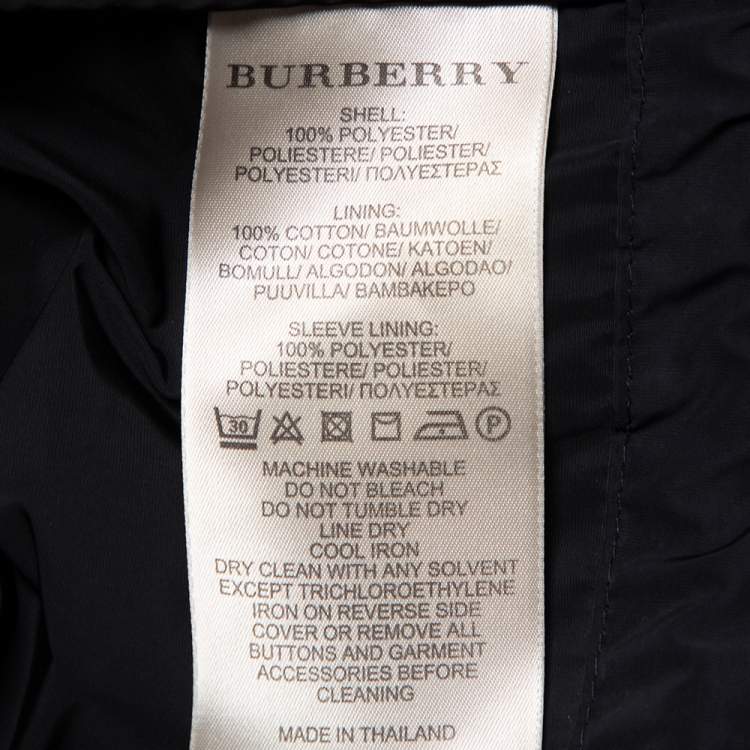 BURBERRY
SHELL:
100% POLYESTER/
POLIESTERE/ POLIESTER/
POLYESTERI/ ΠΟΛΥΕΣΤΕΡΑΣ
LINING:
100% COTTON/ BAUMWOLLE/
COTON/ COTONE/ KATOEN/
BOMULL/ ALGODON/ ALGODAO/
PUUVILLA/ ΒΑΜΒΑΚΕΡΟ
SLEEVE LINING:
100% POLYESTER/
POLIESTERE/ POLIESTER/
POLYESTERI/ ΠΟΛΥΕΣΤΕΡΑΣ
30 P
MACHINE WASHABLE
DO NOT BLEACH
DO NOT TUMBLE DRY
LINE DRY
COOL IRON
DRY CLEAN WITH ANY SOLVENT
EXCEPT TRICHLOROETHYLENE
IRON ON REVERSE SIDE
COVER OR REMOVE ALL
BUTTONS AND GARMENT
ACCESSORIES BEFORE
CLEANING
MADE IN THAILAND